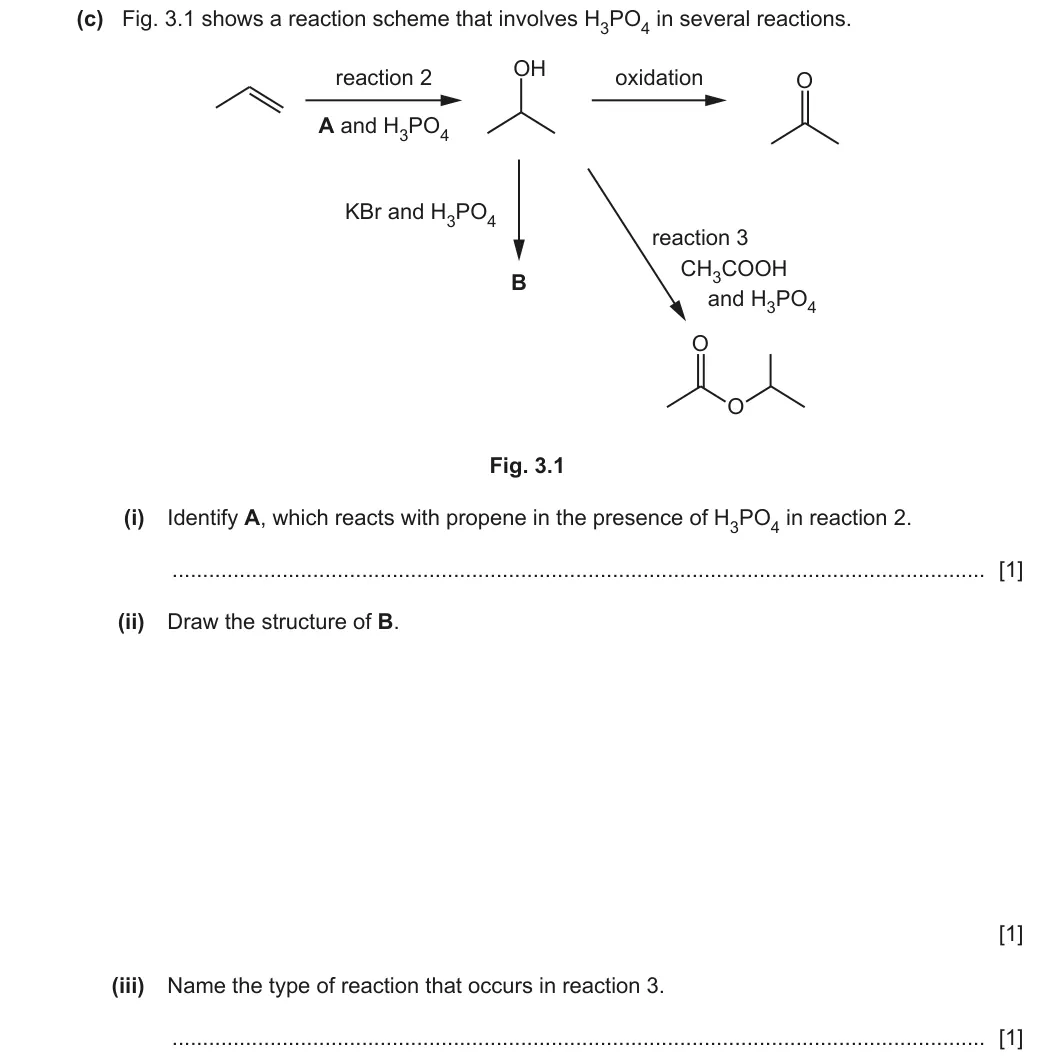 (c) Fig. 3.1 shows a reaction scheme that involves H₃PO₄ in several reactions.
reaction 2
A and H₃PO₄
OH
oxidation
O
KBr and H₃PO₄
B
reaction 3
CH₃COOH
and H₃PO₄
O
O
Fig. 3.1
(i) Identify A, which reacts with propene in the presence of H₃PO₄ in reaction 2.
[1]
(ii) Draw the structure of B.
[1]
(iii) Name the type of reaction that occurs in reaction 3.
[1]